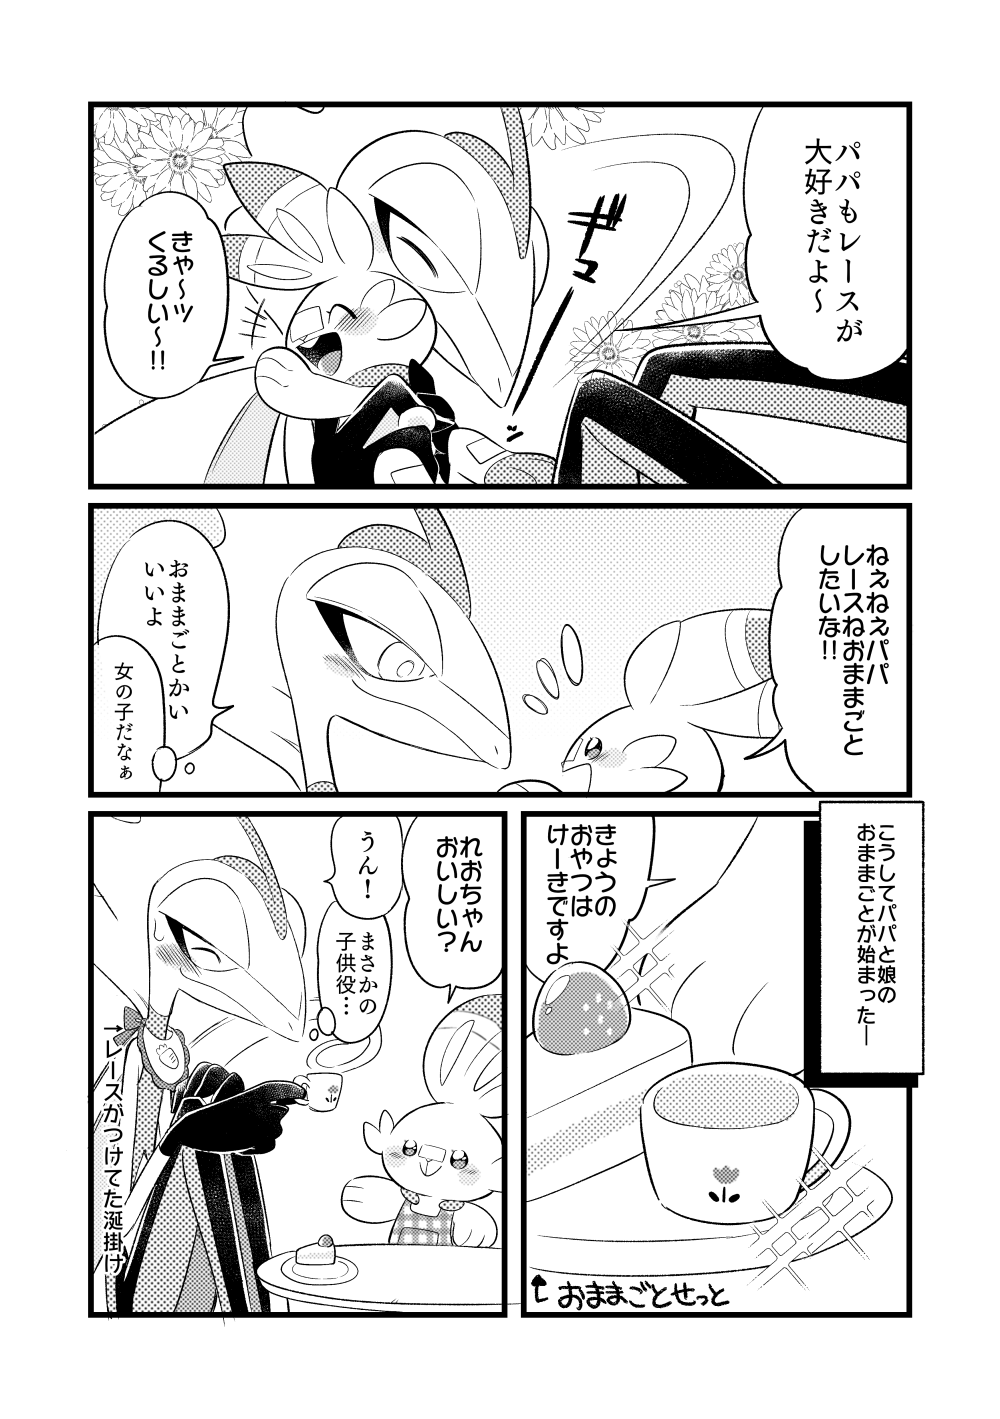 パパもレースが
大好きだよ～
ギュー
きゃ～ッ
くるしい～!!
ねぇねぇパパ
レースねおままごと
したいな!!
おままごとかい
いいよ
女の子だなぁ
こうしてパパと娘の
おままごとが始まった―
きょうの
おやつは
けーきですよ
↑おままごとせっと
れおちゃん
おいしい?
うん!
まさかの
子供役…
→レースがつけてた涎掛け